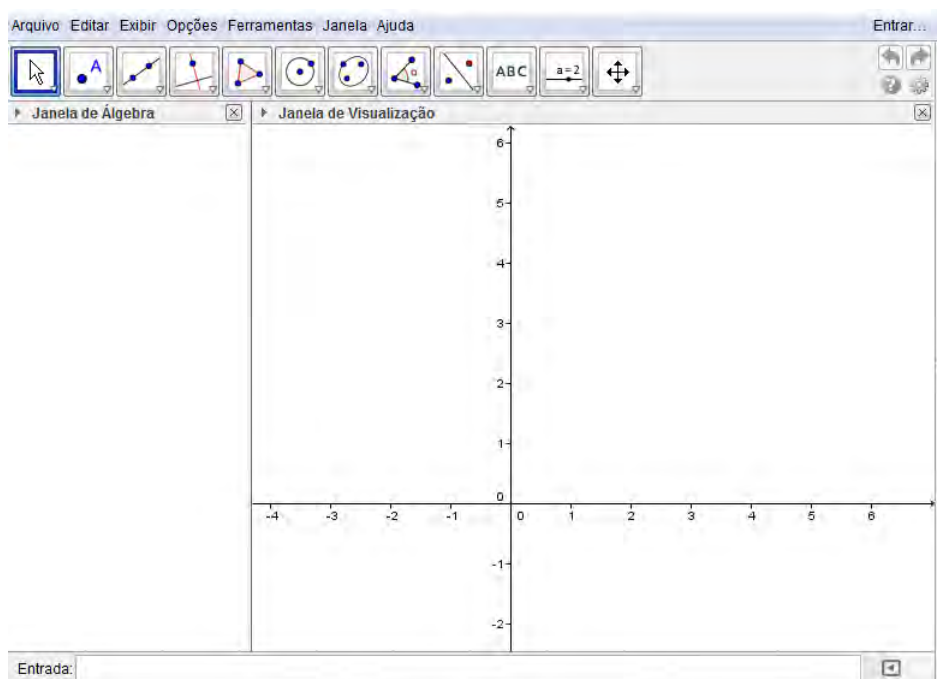 Arquivo Editar Exibir Opções Ferramentas Janela Ajuda Entrar...
A α ABC a=2
Janela de Álgebra Janela de Visualização
6
5
4
3
2
1
0
-4 -3 -2 -1 0 1 2 3 4 5 6
-1
-2
Entrada: